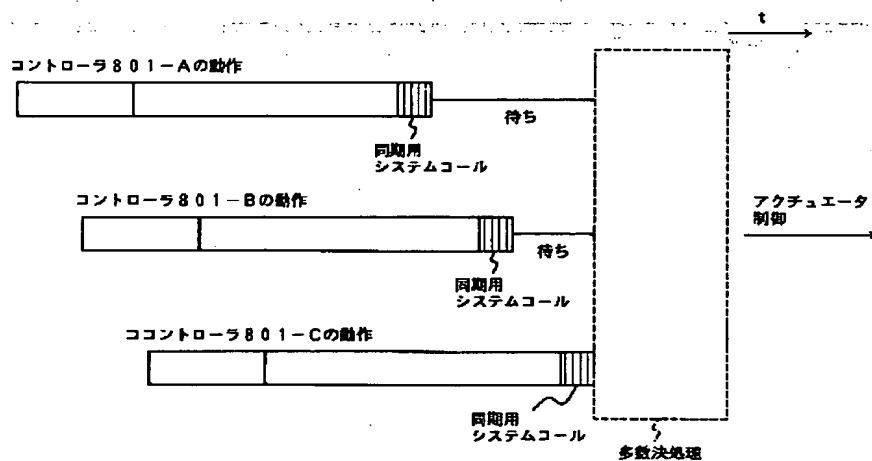 t
コントローラ801-Aの動作
待ち
同期用
システムコール
コントローラ801-Bの動作
アクチュエータ
制御
待ち
同期用
システムコール
ココントローラ801-Cの動作
同期用
システムコール
多数決処理